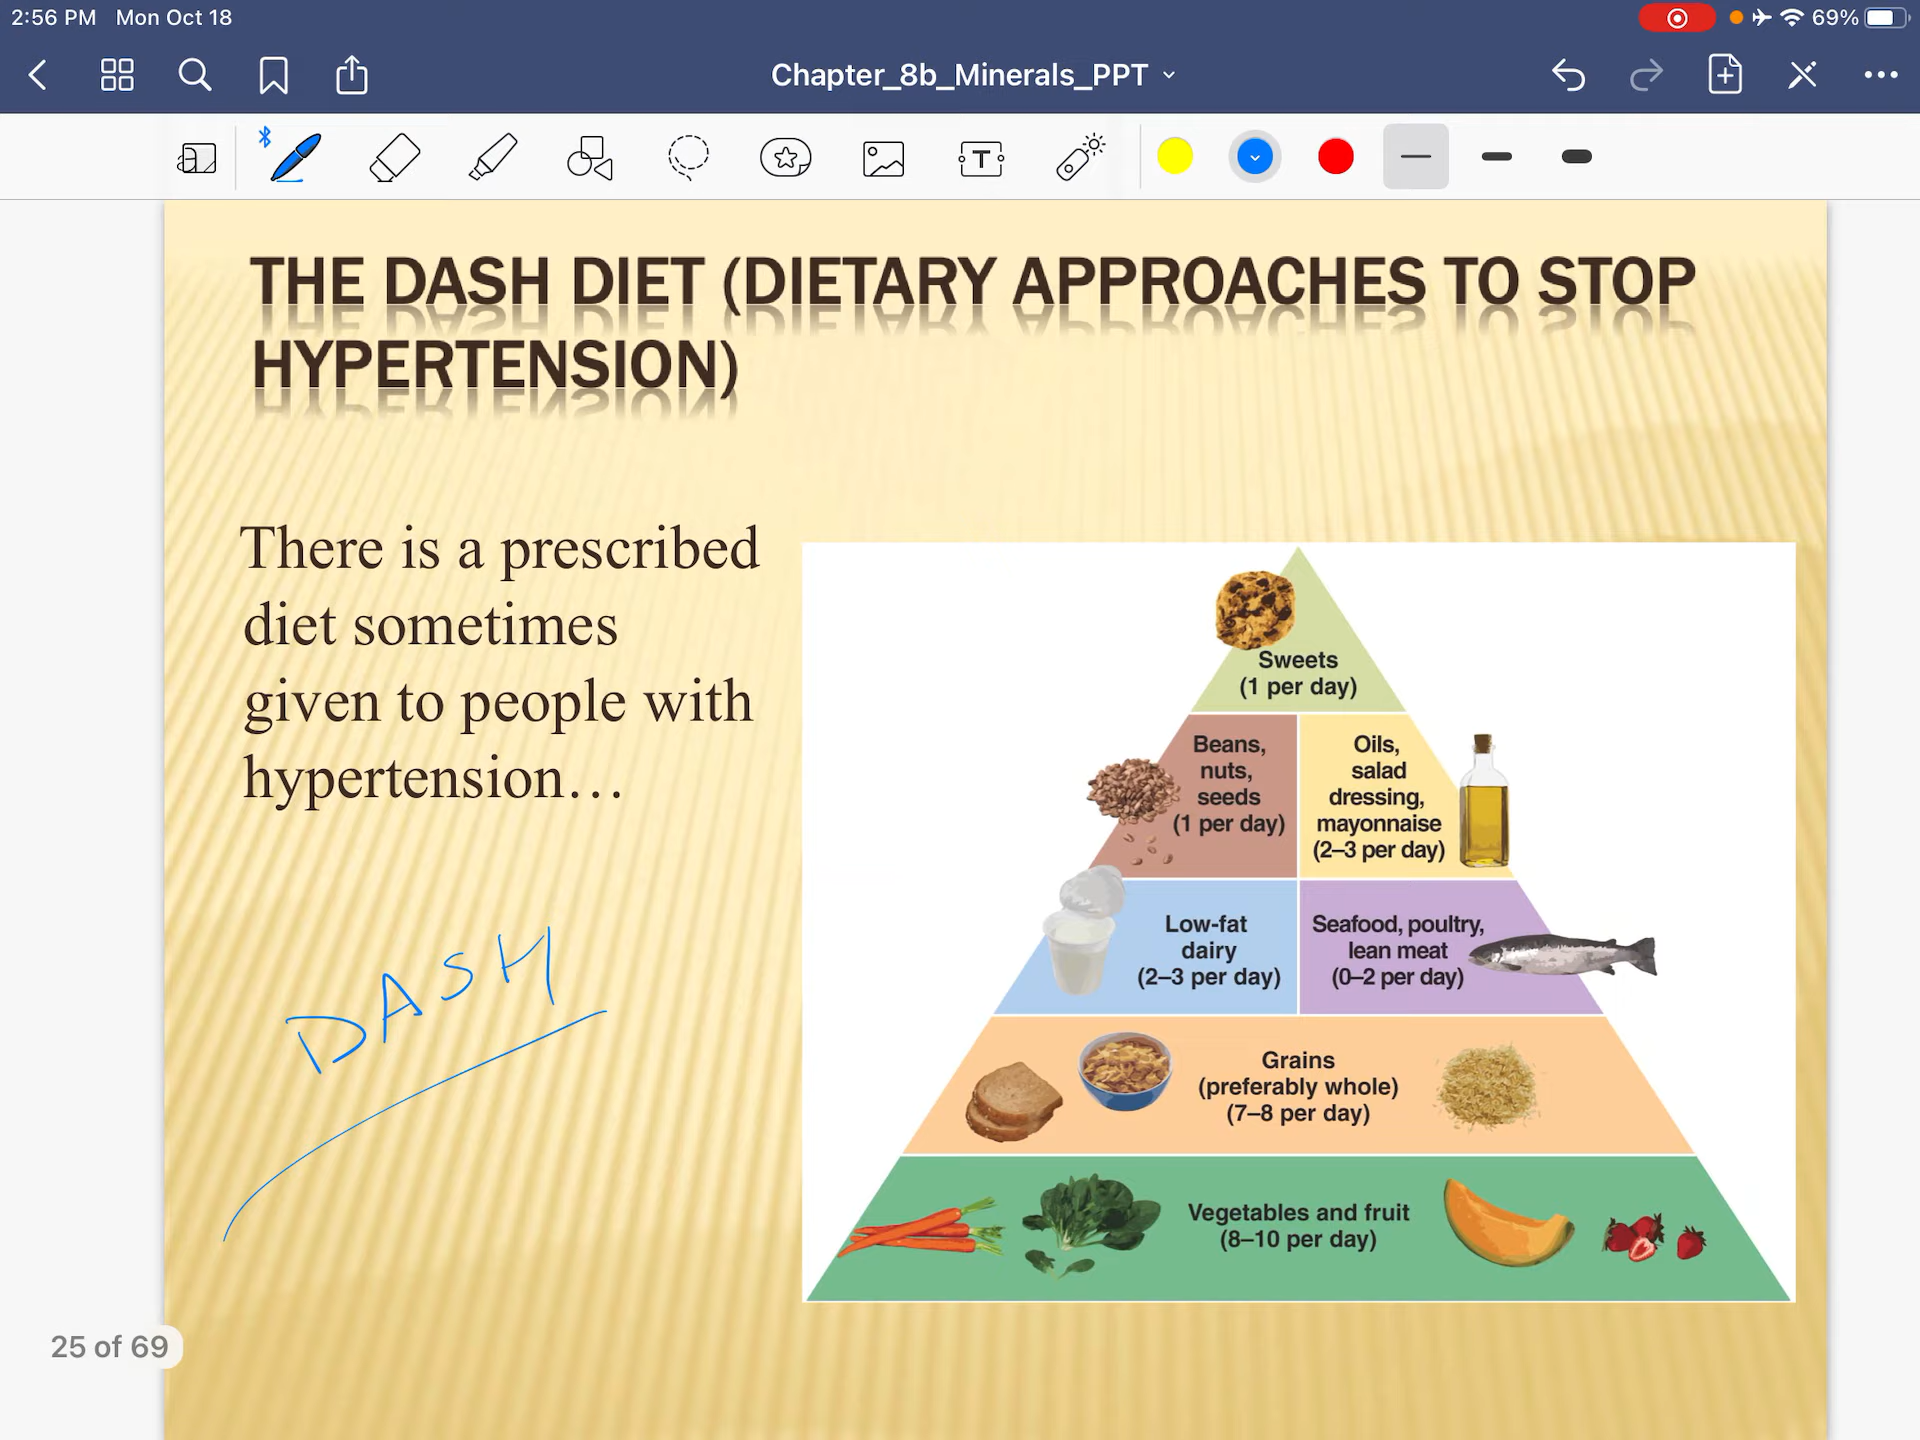 2:56 PM Mon Oct 18
69%
Chapter_8b_Minerals_PPT
THE DASH DIET (DIETARY APPROACHES TO STOP
HYPERTENSION)
There is a prescribed
diet sometimes
given to people with
hypertension…
DASH
Sweets
(1 per day)
Beans,
nuts,
seeds
(1 per day)
Oils,
salad
dressing,
mayonnaise
(2–3 per day)
Low-fat
dairy
(2–3 per day)
Seafood, poultry,
lean meat
(0–2 per day)
Grains
(preferably whole)
(7–8 per day)
Vegetables and fruit
(8–10 per day)
25 of 69